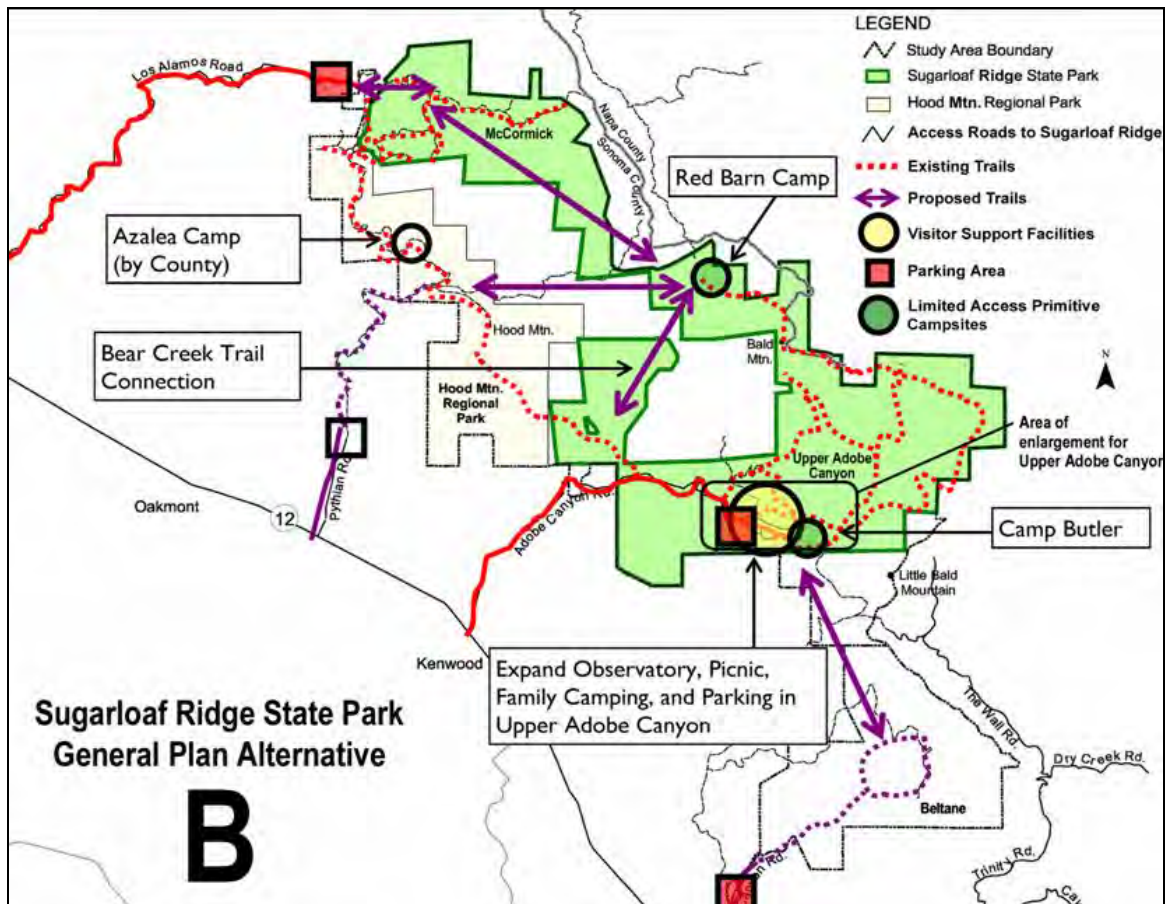 LEGEND
Study Area Boundary
Sugarloaf Ridge State Park
Hood Mtn. Regional Park
Access Roads to Sugarloaf Ridge
Existing Trails
Proposed Trails
Visitor Support Facilities
Parking Area
Limited Access Primitive
Campsites
Los Alamos Road
McCormick
Napa County
Sonoma County
Red Barn Camp
Azalea Camp
(by County)
Hood Mtn.
Bear Creek Trail
Connection
Bald
Mtn.
N
Hood Mtn.
Regional
Park
Area of
enlargement for
Upper Adobe Canyon
Upper Adobe
Canyon
Oakmont
12
Pythian Rd.
Adobe Canyon Rd.
Camp Butler
Little Bald
Mountain
Kenwood
Expand Observatory, Picnic,
Family Camping, and Parking in
Upper Adobe Canyon
The Wall Rd.
Dry Creek Rd.
Sugarloaf Ridge State Park
General Plan Alternative
B
Beltane
Rd.
Trinity Rd.